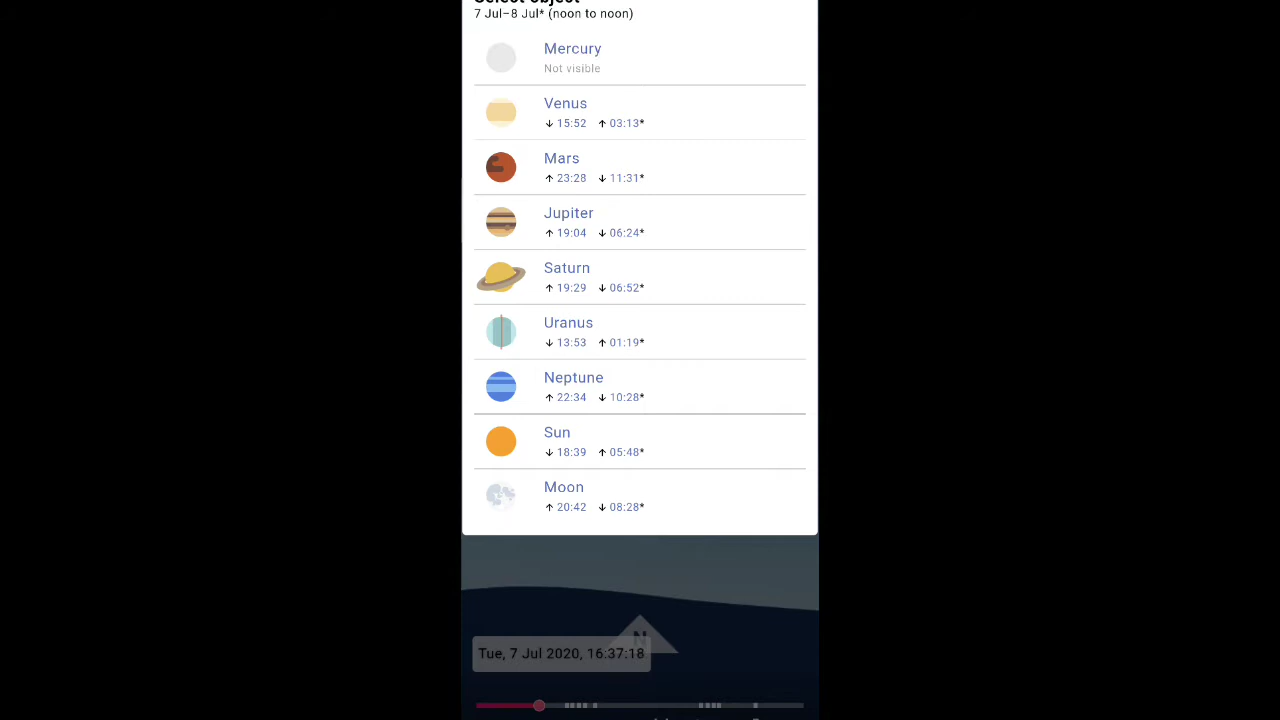 Select object
7 Jul–8 Jul* (noon to noon)
Mercury
Not visible
Venus
↓ 15:52 ↑ 03:13*
Mars
↑ 23:28 ↓ 11:31*
Jupiter
↑ 19:04 ↓ 06:24*
Saturn
↑ 19:29 ↓ 06:52*
Uranus
↓ 13:53 ↑ 01:19*
Neptune
↑ 22:34 ↓ 10:28*
Sun
↓ 18:39 ↑ 05:48*
Moon
↑ 20:42 ↓ 08:28*
N
Tue, 7 Jul 2020, 16:37:18